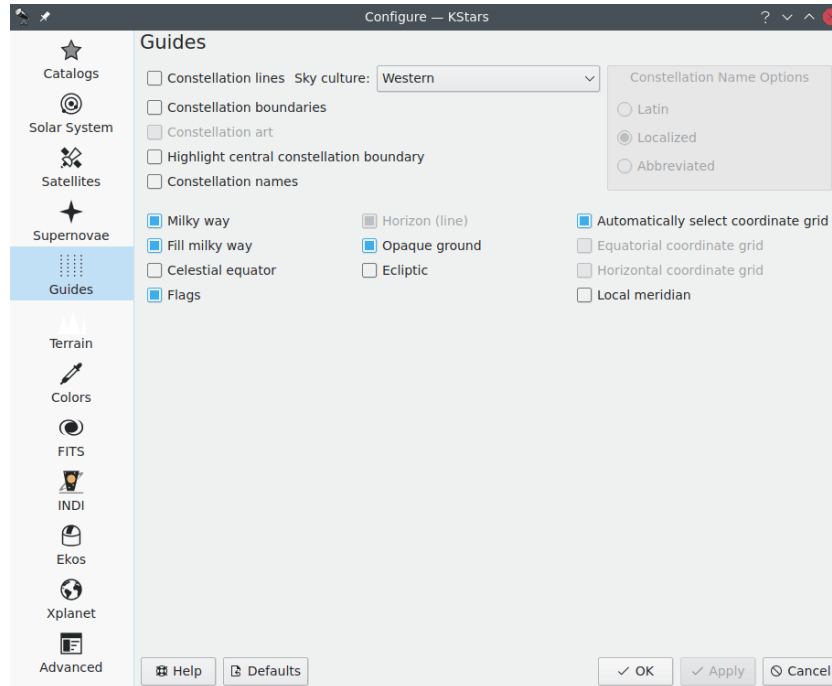 Configure — KStars
Catalogs
Solar System
Satellites
Supernovae
Guides
Terrain
Colors
FITS
INDI
Ekos
Xplanet
Advanced
Guides
Constellation lines Sky culture: Western
Constellation boundaries
Constellation art
Highlight central constellation boundary
Constellation names
Constellation Name Options
Latin
Localized
Abbreviated
Milky way
Fill milky way
Celestial equator
Flags
Horizon (line)
Opaque ground
Ecliptic
Automatically select coordinate grid
Equatorial coordinate grid
Horizontal coordinate grid
Local meridian
Help Defaults OK Apply Cancel